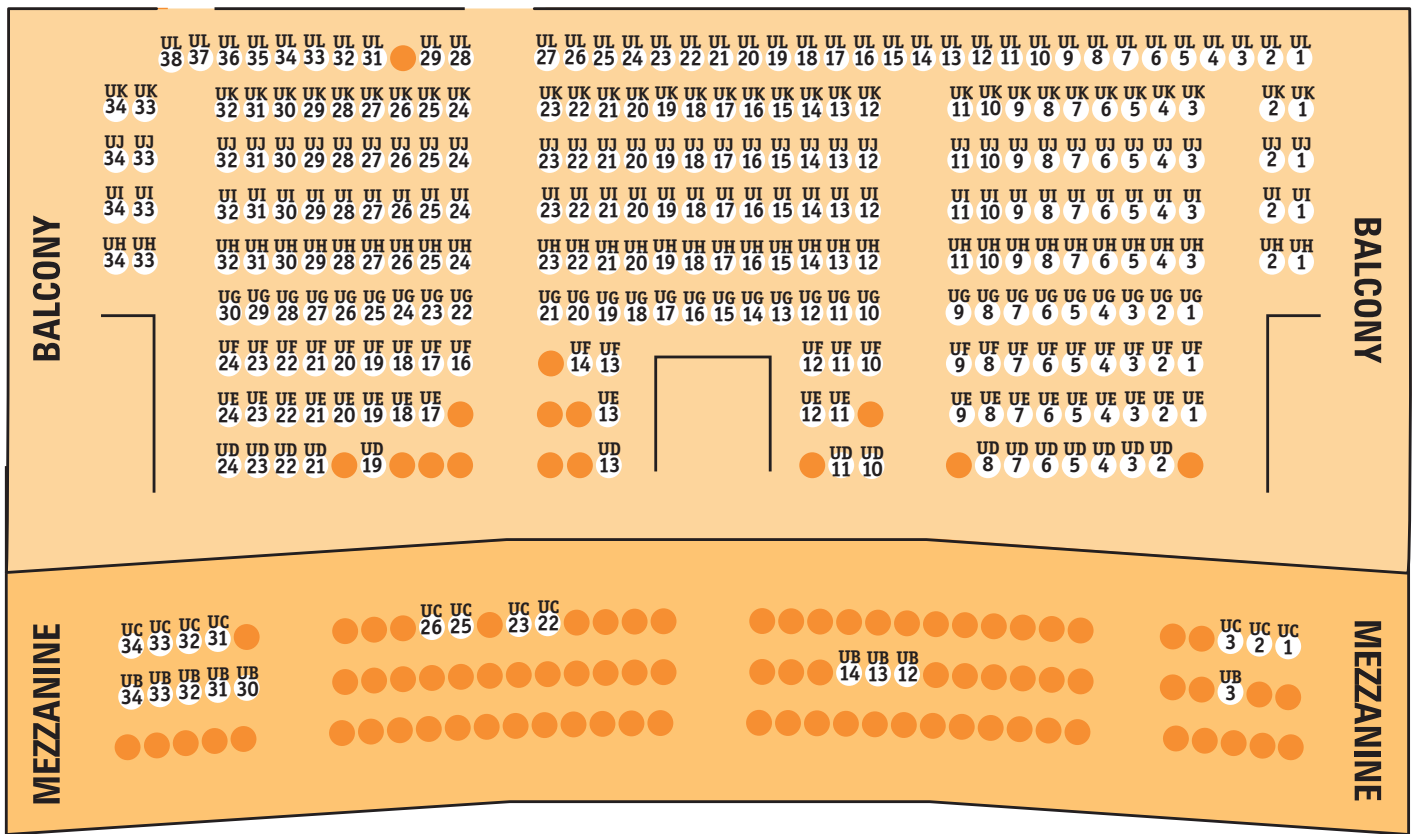 UL UL UL UL UL UL UL UL UL UL UL UL UL UL UL UL UL UL UL UL UL UL UL UL UL UL UL UL UL UL UL UL UL UL UL UL UL
38 37 36 35 34 33 32 31 29 28 27 26 25 24 23 22 21 20 19 18 17 16 15 14 13 12 11 10 9 8 7 6 5 4 3 2 1
UK UK UK UK UK UK UK UK UK UK UK UK UK UK UK UK UK UK UK UK UK UK UK UK UK UK UK UK UK UK UK UK UK UK
34 33 32 31 30 29 28 27 26 25 24 23 22 21 20 19 18 17 16 15 14 13 12 11 10 9 8 7 6 5 4 3 2 1
UJ UJ UJ UJ UJ UJ UJ UJ UJ UJ UJ UJ UJ UJ UJ UJ UJ UJ UJ UJ UJ UJ UJ UJ UJ UJ UJ UJ UJ UJ UJ UJ UJ UJ
34 33 32 31 30 29 28 27 26 25 24 23 22 21 20 19 18 17 16 15 14 13 12 11 10 9 8 7 6 5 4 3 2 1
UI UI UI UI UI UI UI UI UI UI UI UI UI UI UI UI UI UI UI UI UI UI UI UI UI UI UI UI UI UI UI UI UI UI
34 33 32 31 30 29 28 27 26 25 24 23 22 21 20 19 18 17 16 15 14 13 12 11 10 9 8 7 6 5 4 3 2 1
UH UH UH UH UH UH UH UH UH UH UH UH UH UH UH UH UH UH UH UH UH UH UH UH UH UH UH UH UH UH UH UH UH UH
34 33 32 31 30 29 28 27 26 25 24 23 22 21 20 19 18 17 16 15 14 13 12 11 10 9 8 7 6 5 4 3 2 1
BALCONY
BALCONY
UG UG UG UG UG UG UG UG UG UG UG UG UG UG UG UG UG UG UG UG UG UG UG UG UG UG UG UG UG UG
30 29 28 27 26 25 24 23 22 21 20 19 18 17 16 15 14 13 12 11 10 9 8 7 6 5 4 3 2 1
UF UF UF UF UF UF UF UF UF UF UF UF UF UF UF UF UF UF UF UF UF UF UF
24 23 22 21 20 19 18 17 16 14 13 12 11 10 9 8 7 6 5 4 3 2 1
UE UE UE UE UE UE UE UE UE UE UE UE UE UE UE UE UE UE UE UE
24 23 22 21 20 19 18 17 13 12 11 9 8 7 6 5 4 3 2 1
UD UD UD UD UD UD UD UD UD UD UD UD UD UD UD
24 23 22 21 19 13 11 10 8 7 6 5 4 3 2
UC UC UC UC UC UC UC UC UC UC UC
34 33 32 31 26 25 23 22 3 2 1
UB UB UB UB UB UB UB UB UB
34 33 32 31 30 14 13 12 3
MEZZANINE
MEZZANINE